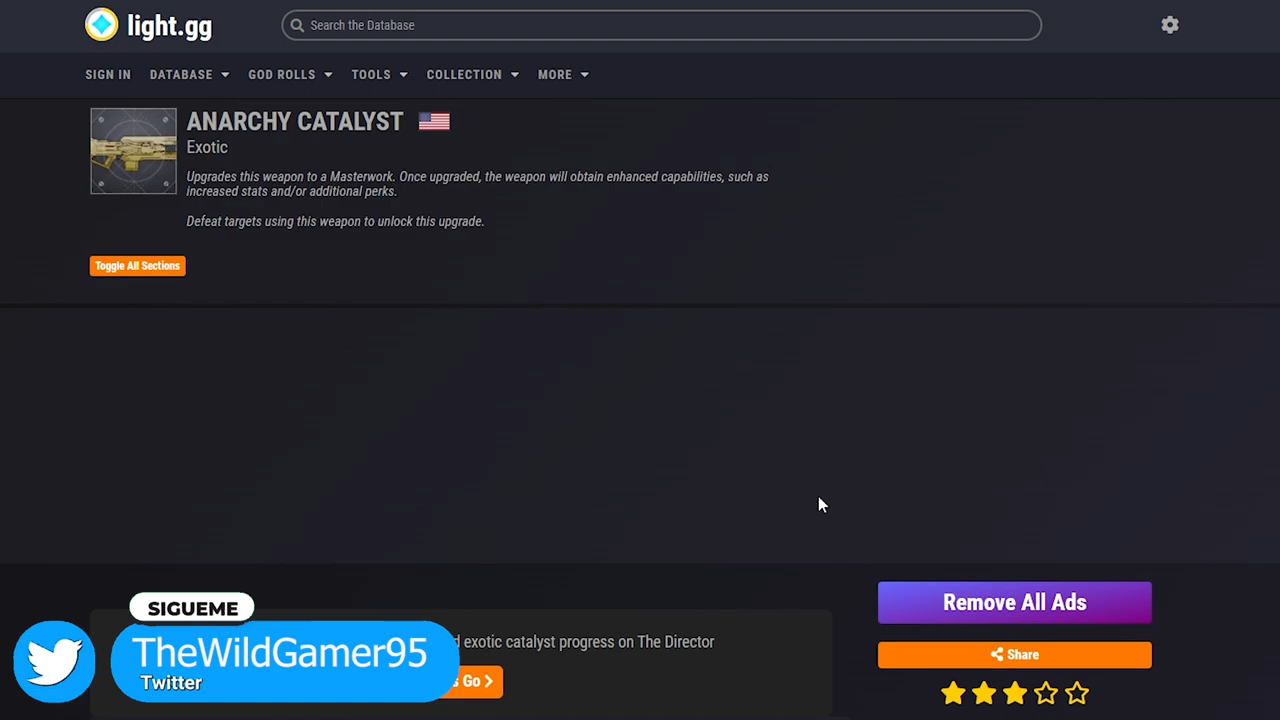 light.gg
Search the Database
SIGN IN DATABASE GOD ROLLS TOOLS COLLECTION MORE
ANARCHY CATALYST
Exotic
Upgrades this weapon to a Masterwork. Once upgraded, the weapon will obtain enhanced capabilities, such as
increased stats and/or additional perks.
Defeat targets using this weapon to unlock this upgrade.
Toggle All Sections
Remove All Ads
exotic catalyst progress on The Director
Share
Go
SIGUEME
TheWildGamer95
Twitter